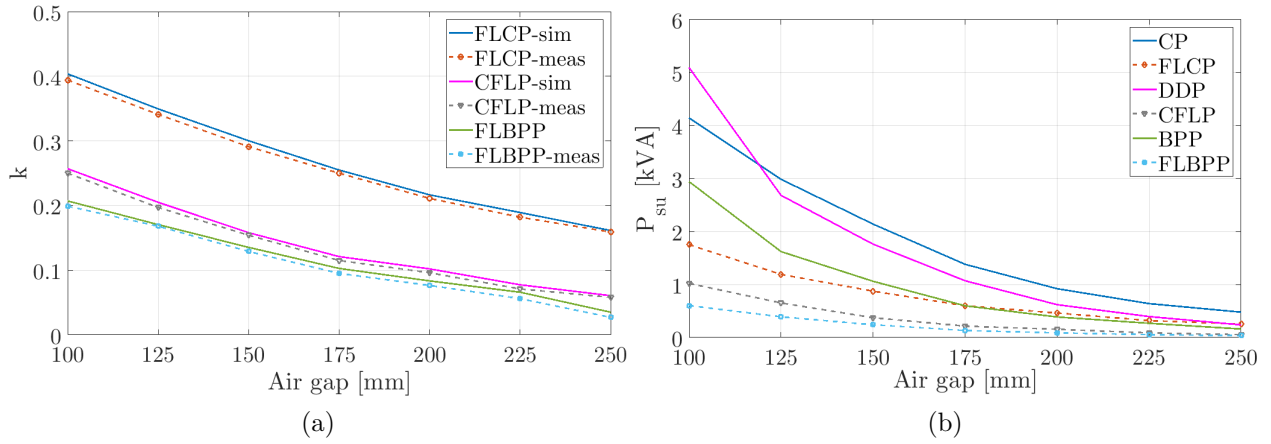 0.5
0.4
0.3
0.2
0.1
0
k
100 125 150 175 200 225 250
Air gap [mm]
FLCP-sim
FLCP-meas
CFLP-sim
CFLP-meas
FLBPP
FLBPP-meas
(a)
6
5
4
3
2
1
0
P_su [kVA]
100 125 150 175 200 225 250
Air gap [mm]
CP
FLCP
DDP
CFLP
BPP
FLBPP
(b)